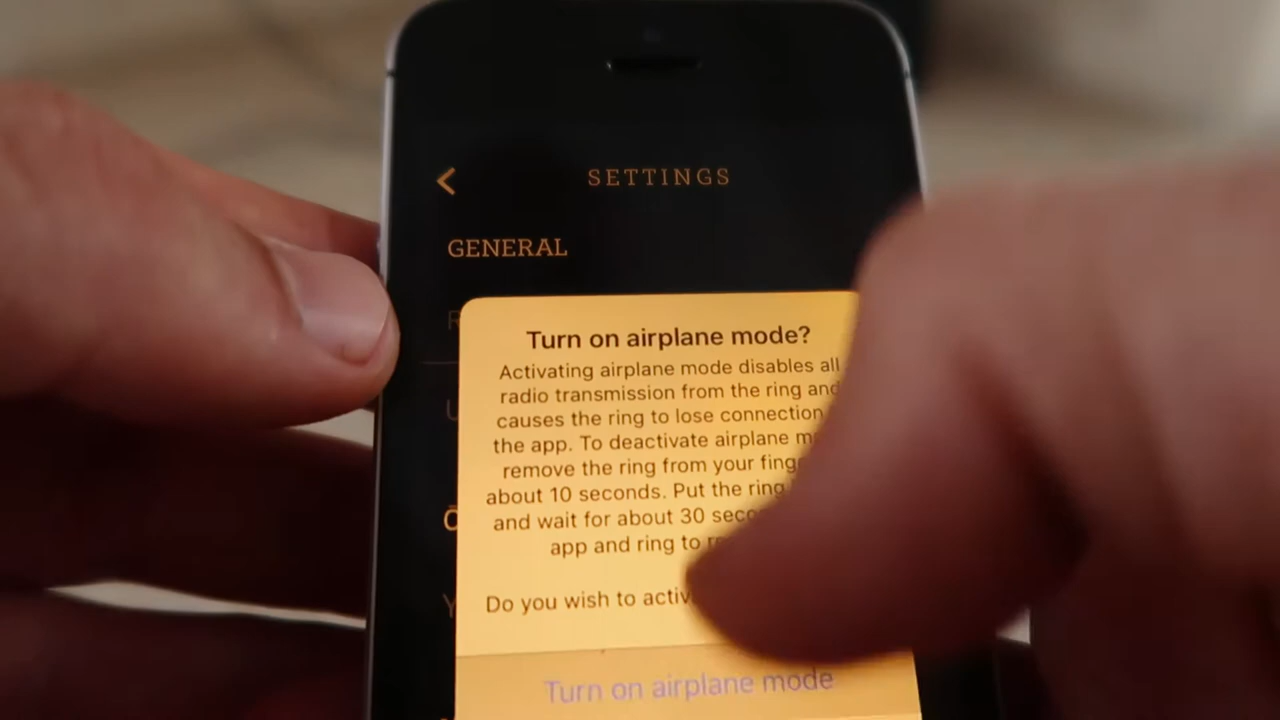 SETTINGS
GENERAL
Turn on airplane mode?
Activating airplane mode disables all
radio transmission from the ring and
causes the ring to lose connection
the app. To deactivate airplane
remove the ring from your
about 10 seconds. Put the ring
and wait for about 30
app and ring to
Do you wish to
Turn on airplane mode